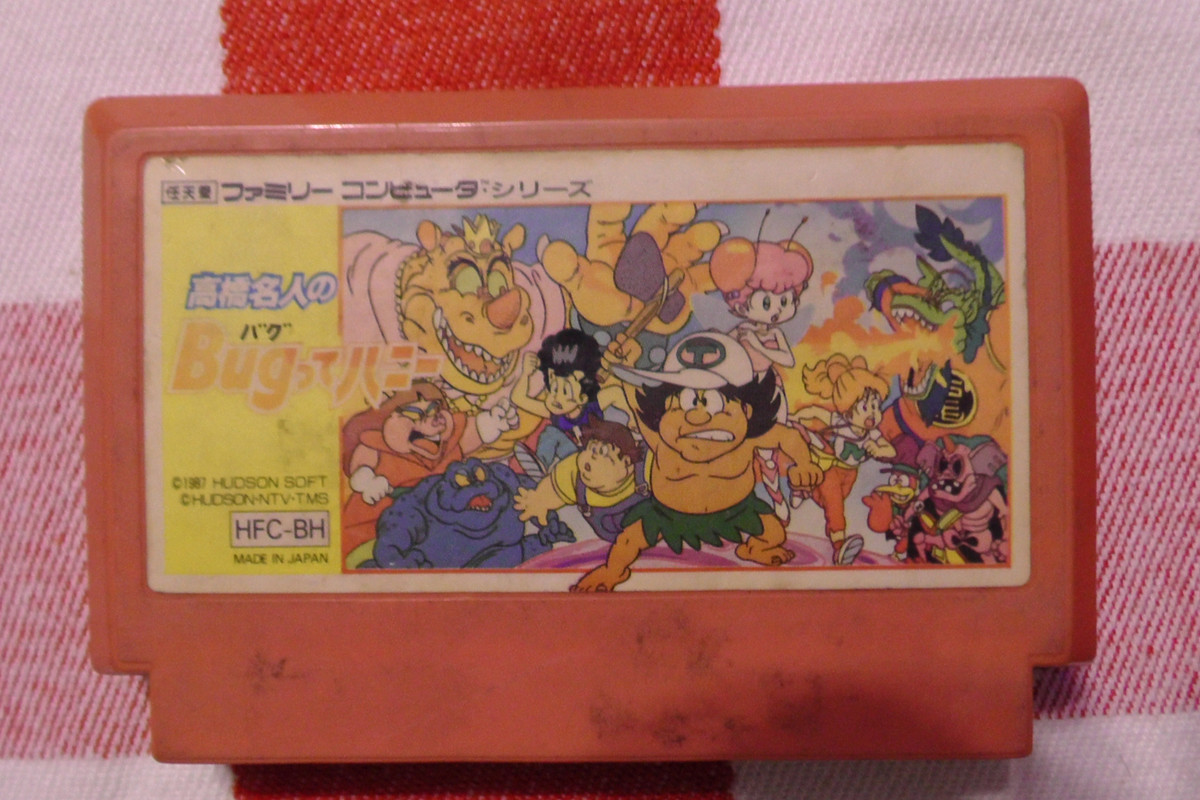 任天堂 ファミリー コンピュータ™シリーズ
高橋名人の
バグ
Bugってハニー
©1987 HUDSON SOFT
©HUDSON・NTV・TMS
HFC-BH
MADE IN JAPAN
T